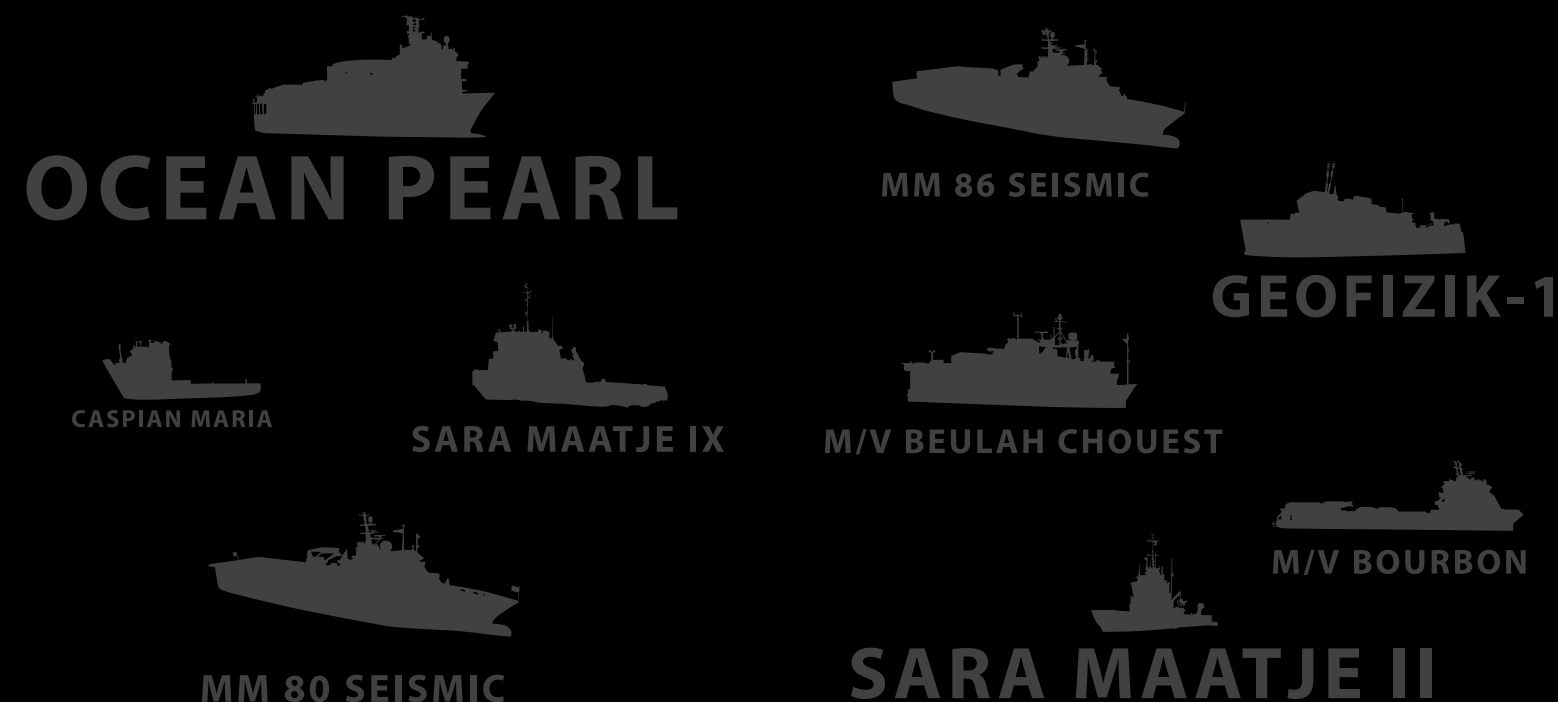 OCEAN PEARL
MM 86 SEISMIC
GEOFIZIK-1
CASPIAN MARIA
SARA MAATJE IX
M/V BEULAH CHOUEST
M/V BOURBON
MM 80 SEISMIC
SARA MAATJE II